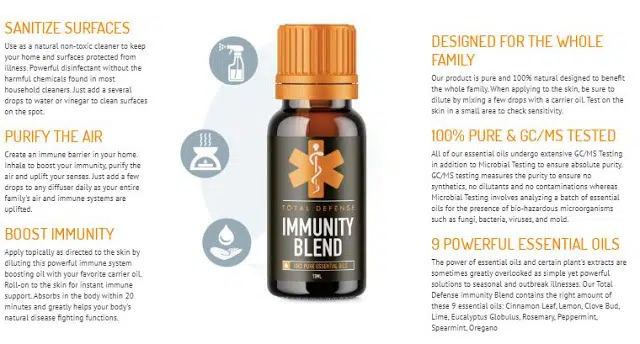 SANITIZE SURFACES
Use as a natural non-toxic cleaner to keep
your home and surfaces protected from
illness. Powerful disinfectant without the
harmful chemicals found in most
household cleaners. Just add a several
drops to water or vinegar to clean surfaces
on the spot.
PURIFY THE AIR
Create an immune barrier in your home.
Inhale to boost your immunity, purify the
air and uplift your senses. Just add a few
drops to any diffuser daily as your entire
family's air and immune systems are
uplifted.
BOOST IMMUNITY
Apply topically as directed to the skin by
diluting this powerful immune system
boosting oil with your favorite carrier oil.
Roll-on to the skin for instant immune
support. Absorbs in the body within 20
minutes and greatly helps your body's
natural disease fighting functions.
TOTAL DEFENSE
IMMUNITY
BLEND
100% PURE ESSENTIAL OILS
10ML
DESIGNED FOR THE WHOLE
FAMILY
Our product is pure and 100% natural designed to benefit
the whole family. When applying to the skin, be sure to
dilute by mixing a few drops with a carrier oil. Test on the
skin in a small area to check sensitivity.
100% PURE & GC/MS TESTED
All of our essential oils undergo extensive GC/MS Testing
in addition to Microbial Testing to ensure absolute purity.
GC/MS testing measures the purity to ensure no
synthetics, no dilutants and no contaminations whereas
Microbial Testing involves analyzing a batch of essential
oils for the presence of bio-hazardous microorganisms
such as fungi, bacteria, viruses, and mold.
9 POWERFUL ESSENTIAL OILS
The power of essential oils and certain plant's extracts are
sometimes greatly overlooked as simple yet powerful
solutions to seasonal and outbreak illnesses. Our Total
Defense Immunity Blend contains the right amount of
these 9 essential oils: Cinnamon Leaf, Lemon, Clove Bud,
Lime, Eucalyptus Globulus, Rosemary, Peppermint,
Spearmint, Oregano